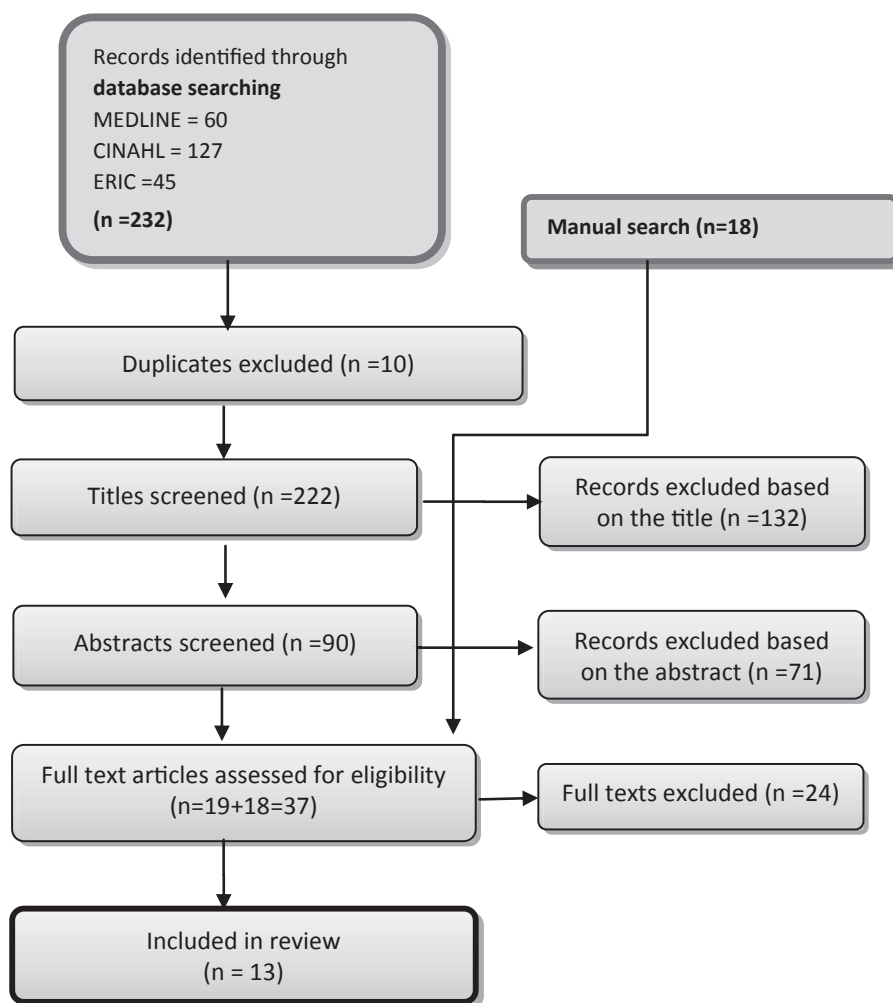 Records identified through
database searching
MEDLINE = 60
CINAHL = 127
ERIC =45
(n =232)
Manual search (n=18)
Duplicates excluded (n =10)
Titles screened (n =222)
Records excluded based
on the title (n =132)
Abstracts screened (n =90)
Records excluded based
on the abstract (n =71)
Full text articles assessed for eligibility
(n=19+18=37)
Full texts excluded (n =24)
Included in review
(n = 13)